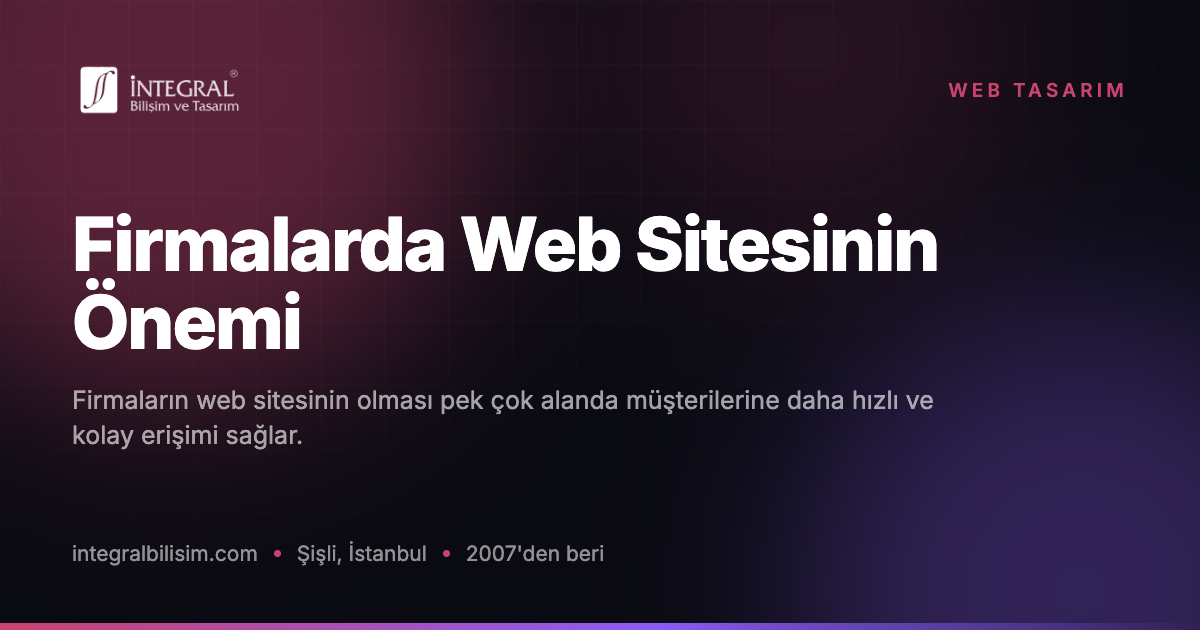 İNTEGRAL®
Bilişim ve Tasarım
WEB TASARIM
Firmalarda Web Sitesinin
Önemi
Firmaların web sitesinin olması pek çok alanda müşterilerine daha hızlı ve
kolay erişimi sağlar.
integralbilisim.com • Şişli, İstanbul • 2007'den beri